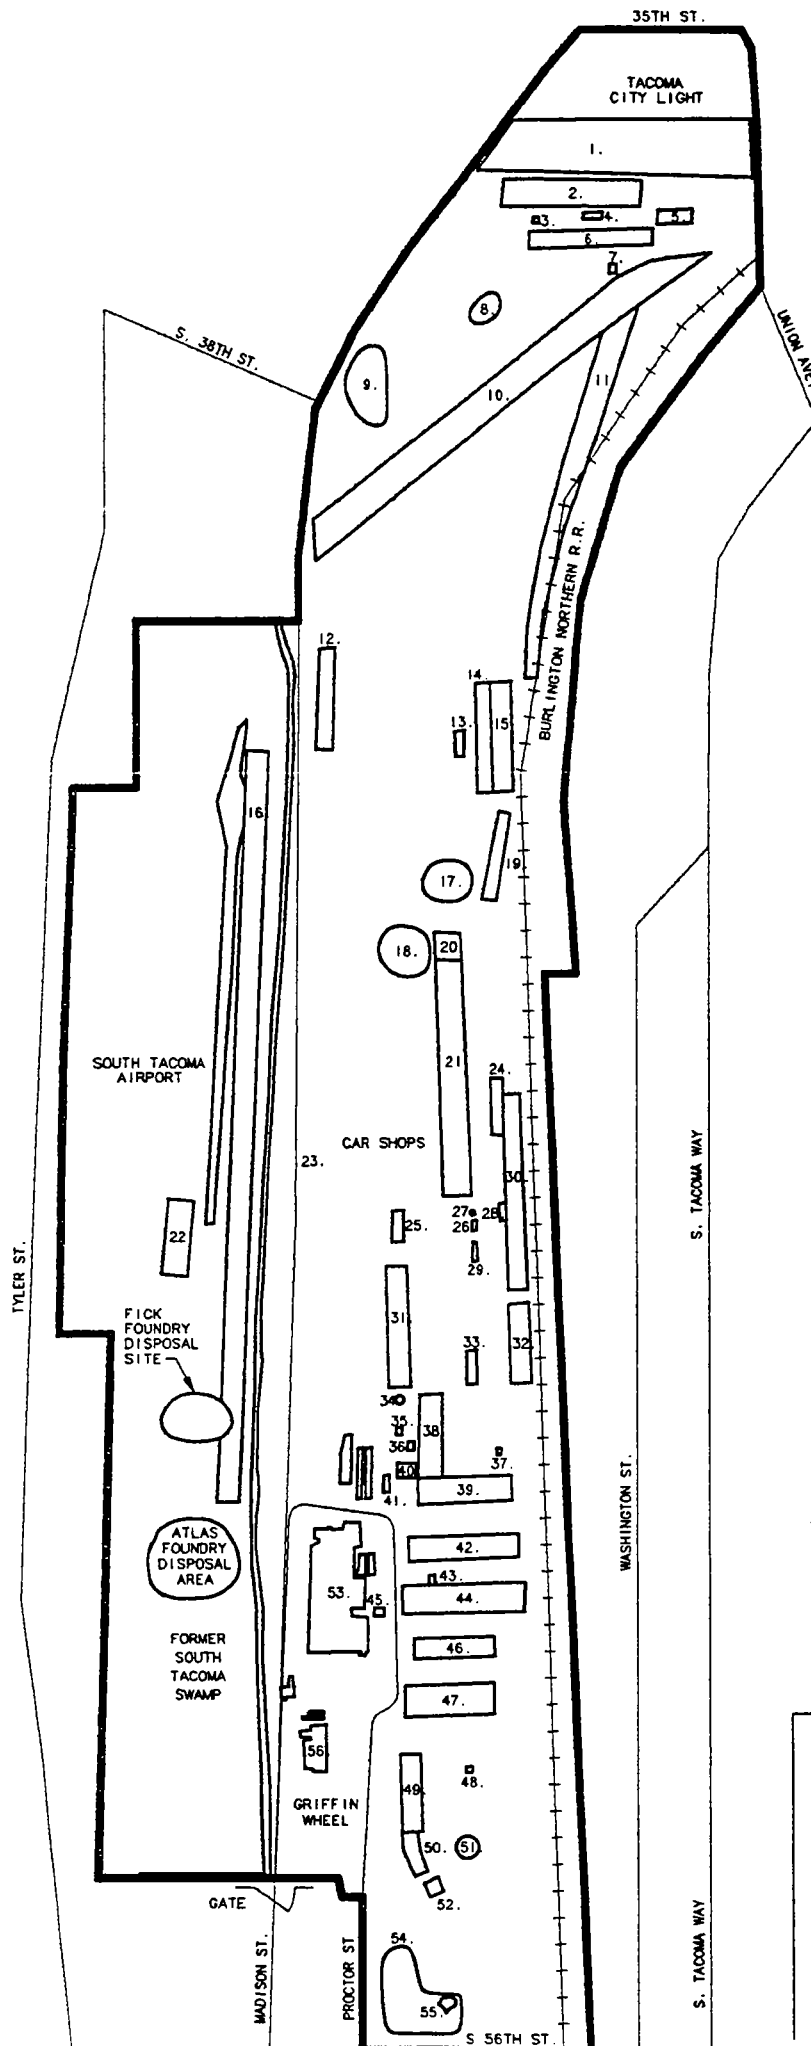 35TH ST.
TACOMA
CITY LIGHT
1.
2.
3.
4.
5.
6.
7.
8.
9.
S. 38TH ST.
UNION AVE.
10.
11.
BURLINGTON NORTHERN R.R.
12.
13.
14.
15
16
17.
18.
19.
20
21
SOUTH TACOMA
AIRPORT
CAR SHOPS
22
23.
24.
25.
26
27
28
29.
30.
31
32.
33.
S. TACOMA WAY
TYLER ST.
FICK
FOUNDRY
DISPOSAL
SITE
34
35.
36
37.
38
39.
40
41.
42.
43.
44.
45.
46.
47.
WASHINGTON ST.
ATLAS
FOUNDRY
DISPOSAL
AREA
53.
FORMER
SOUTH
TACOMA
SWAMP
56
48.
49
50.
51.
52.
GRIFFIN
WHEEL
GATE
MADISON ST.
PROCTOR ST
54.
55.
S. TACOMA WAY
S 56TH ST.